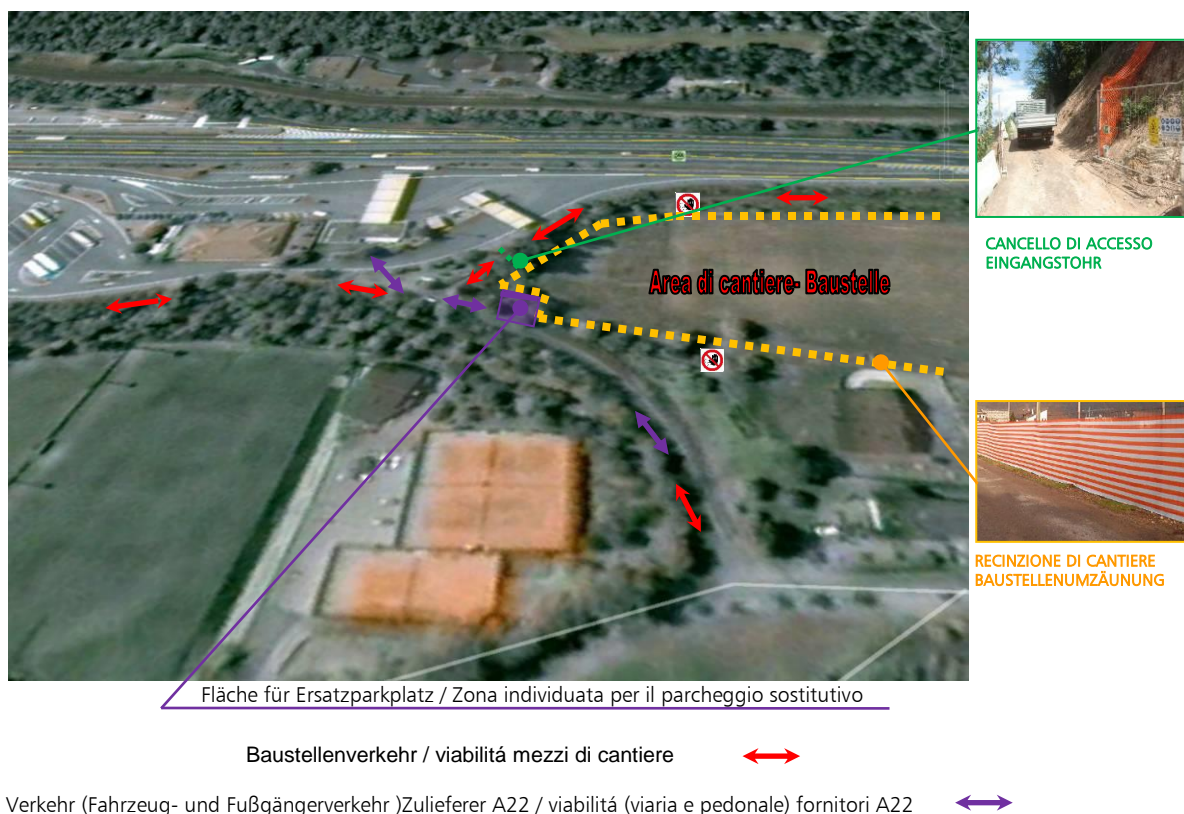 CANCELLO DI ACCESSO
EINGANGSTOHR
Area di cantiere- Baustelle
RECINZIONE DI CANTIERE
BAUSTELLENUMZÄUNUNG
Fläche für Ersatzparkplatz / Zona individuata per il parcheggio sostitutivo
Baustellenverkehr / viabilitá mezzi di cantiere
Verkehr (Fahrzeug- und Fußgängerverkehr )Zulieferer A22 / viabilitá (viaria e pedonale) fornitori A22